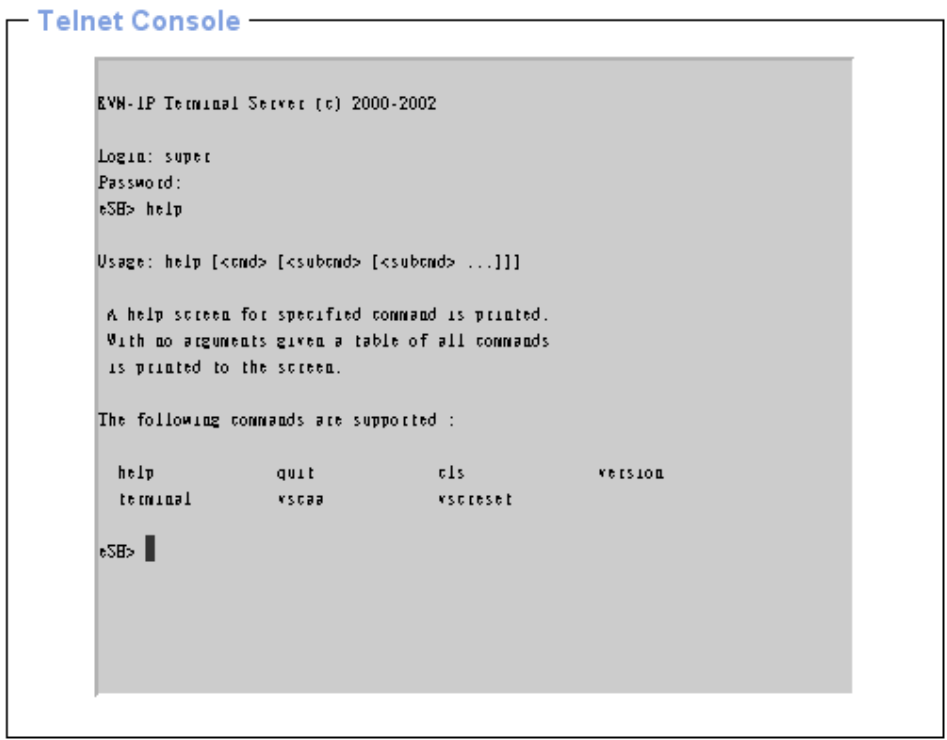 Telnet Console
KVM-IP Terminal Server (c) 2000-2002
Login: super
Password:
eSH> help
Usage: help [<cmd> [<subcmd> [<subcmd> ...]]]
A help screen for specified command is printed.
With no arguments given a table of all commands
is printed to the screen.
The following commands are supported :
help quit cls version
terminal vscaa vscreset
eSH>